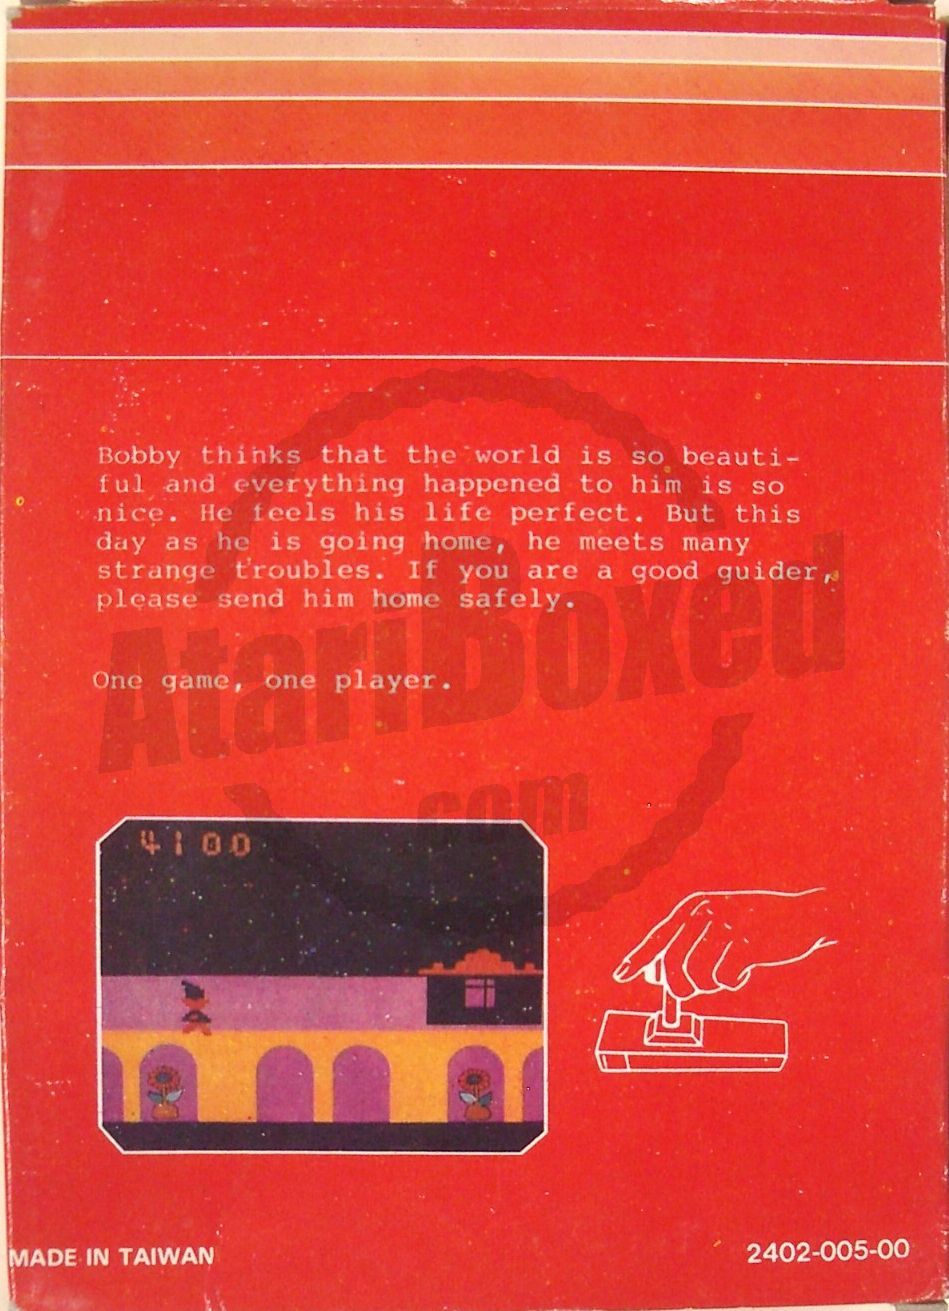 Bobby thinks that the world is so beauti-
ful and everything happened to him is so
nice. He feels his life perfect. But this
day as he is going home, he meets many
strange troubles. If you are a good guider,
please send him home safely.
One game, one player.
AtariBoxed
com
4100
MADE IN TAIWAN
2402-005-00